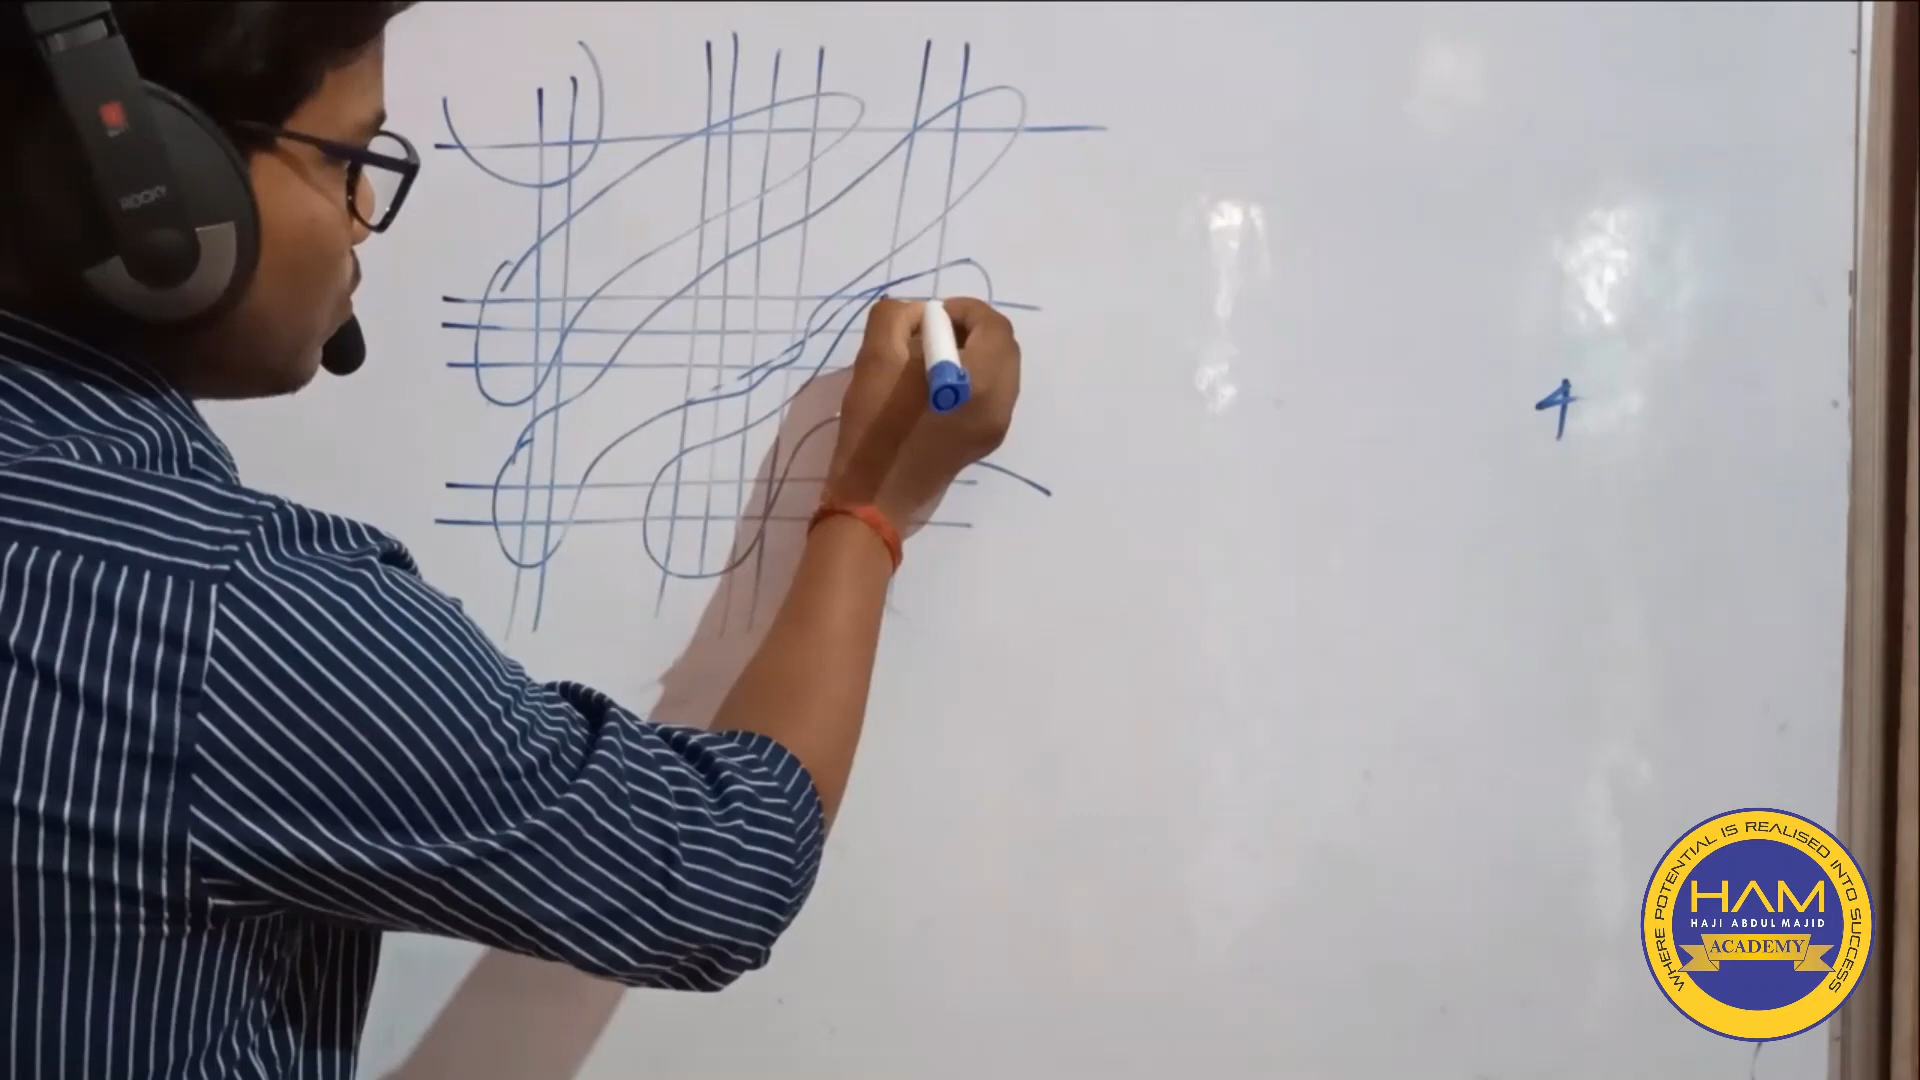 ROCKY
4
WHERE POTENTIAL IS REALISED INTO SUCCESS
HAM
HAJI ABDUL MAJID
ACADEMY